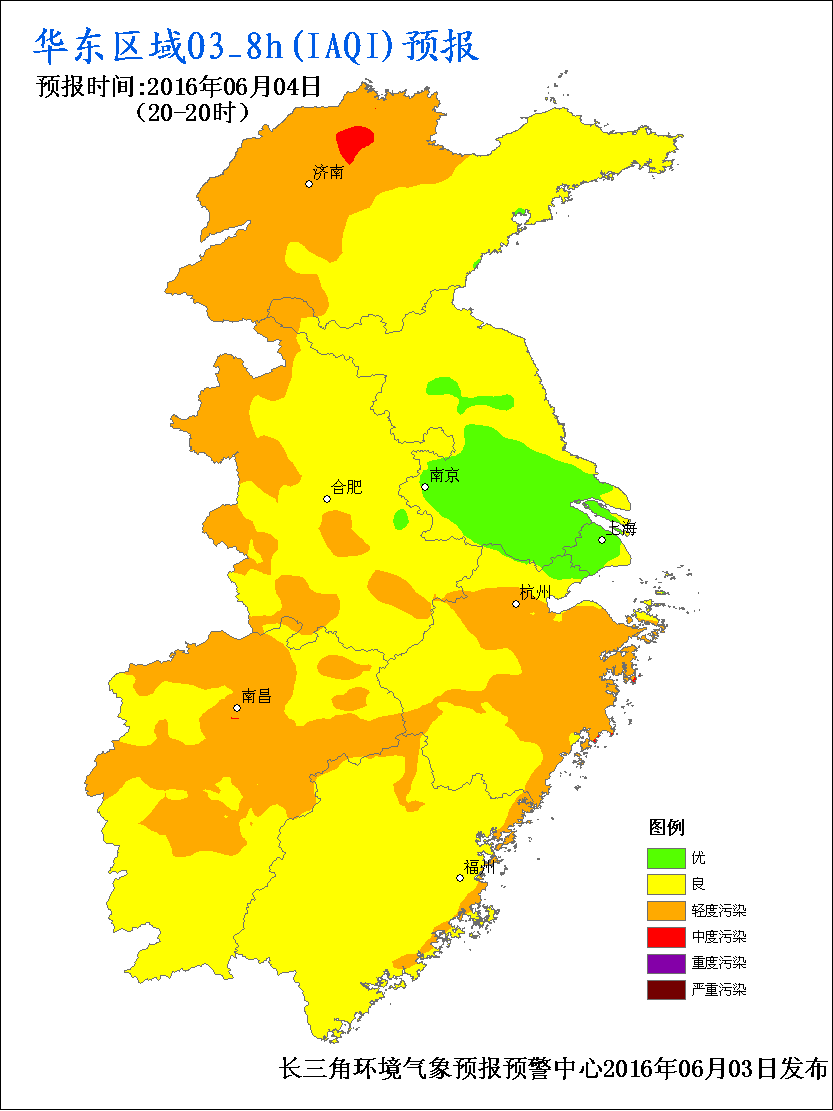 华东区域O3_8h(IAQI)预报
预报时间:2016年06月04日
(20-20时)
济南
南京
合肥
上海
杭州
南昌
福州
图例
优
良
轻度污染
中度污染
重度污染
严重污染
长三角环境气象预报预警中心2016年06月03日发布